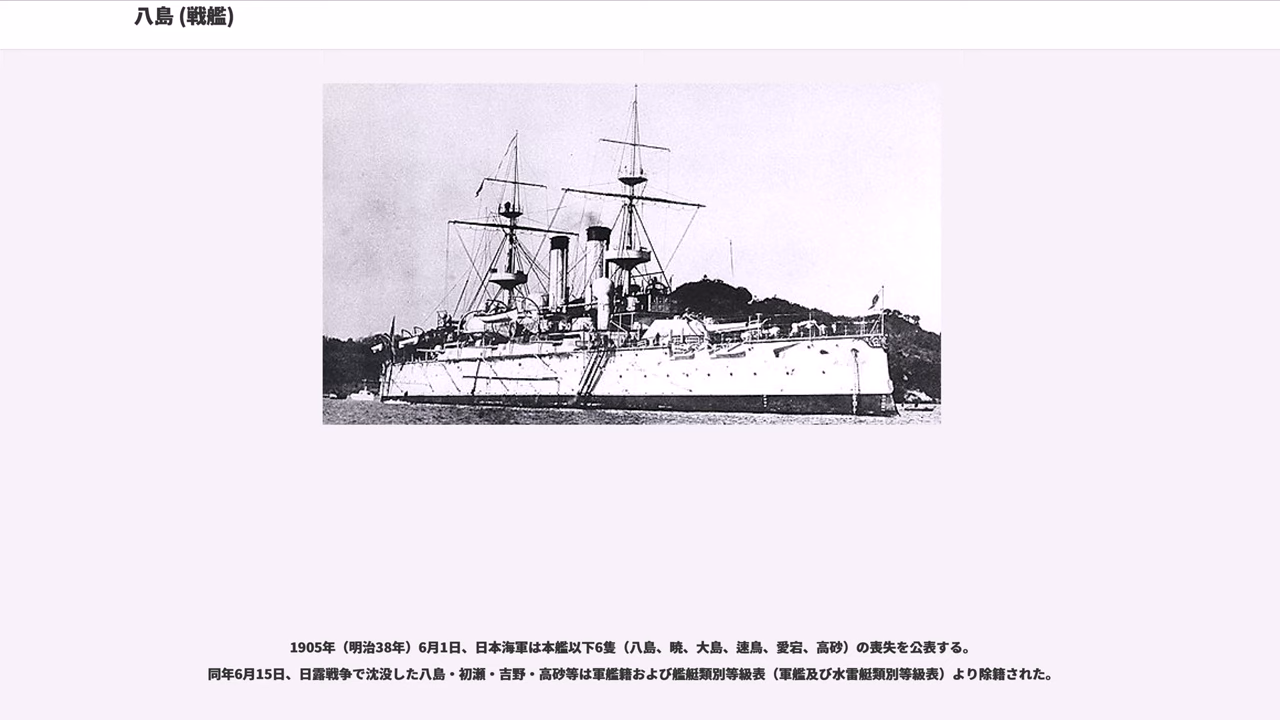 八島 (戦艦)
1905年（明治38年）6月1日、日本海軍は本艦以下6隻（八島、暁、大島、速鳥、愛宕、高砂）の喪失を公表する。
同年6月15日、日露戦争で沈没した八島・初瀬・吉野・高砂等は軍艦籍および艦艇類別等級表（軍艦及び水雷艇類別等級表）より除籍された。